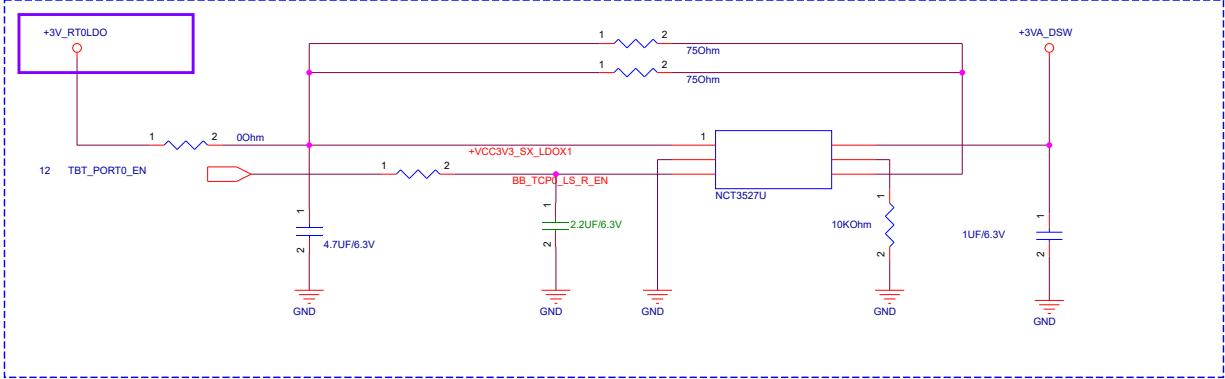 +3V_RT0LDO
+3VA_DSW
1 2
75Ohm
1 2
75Ohm
1 2 0Ohm
1
+VCC3V3_SX_LDOX1
12 TBT_PORT0_EN
1 2
BB_TCP0_LS_R_EN
NCT3527U
1
2
4.7UF/6.3V
1
2
2.2UF/6.3V
1
2
10KOhm
1
2
1UF/6.3V
GND
GND
GND
GND
GND